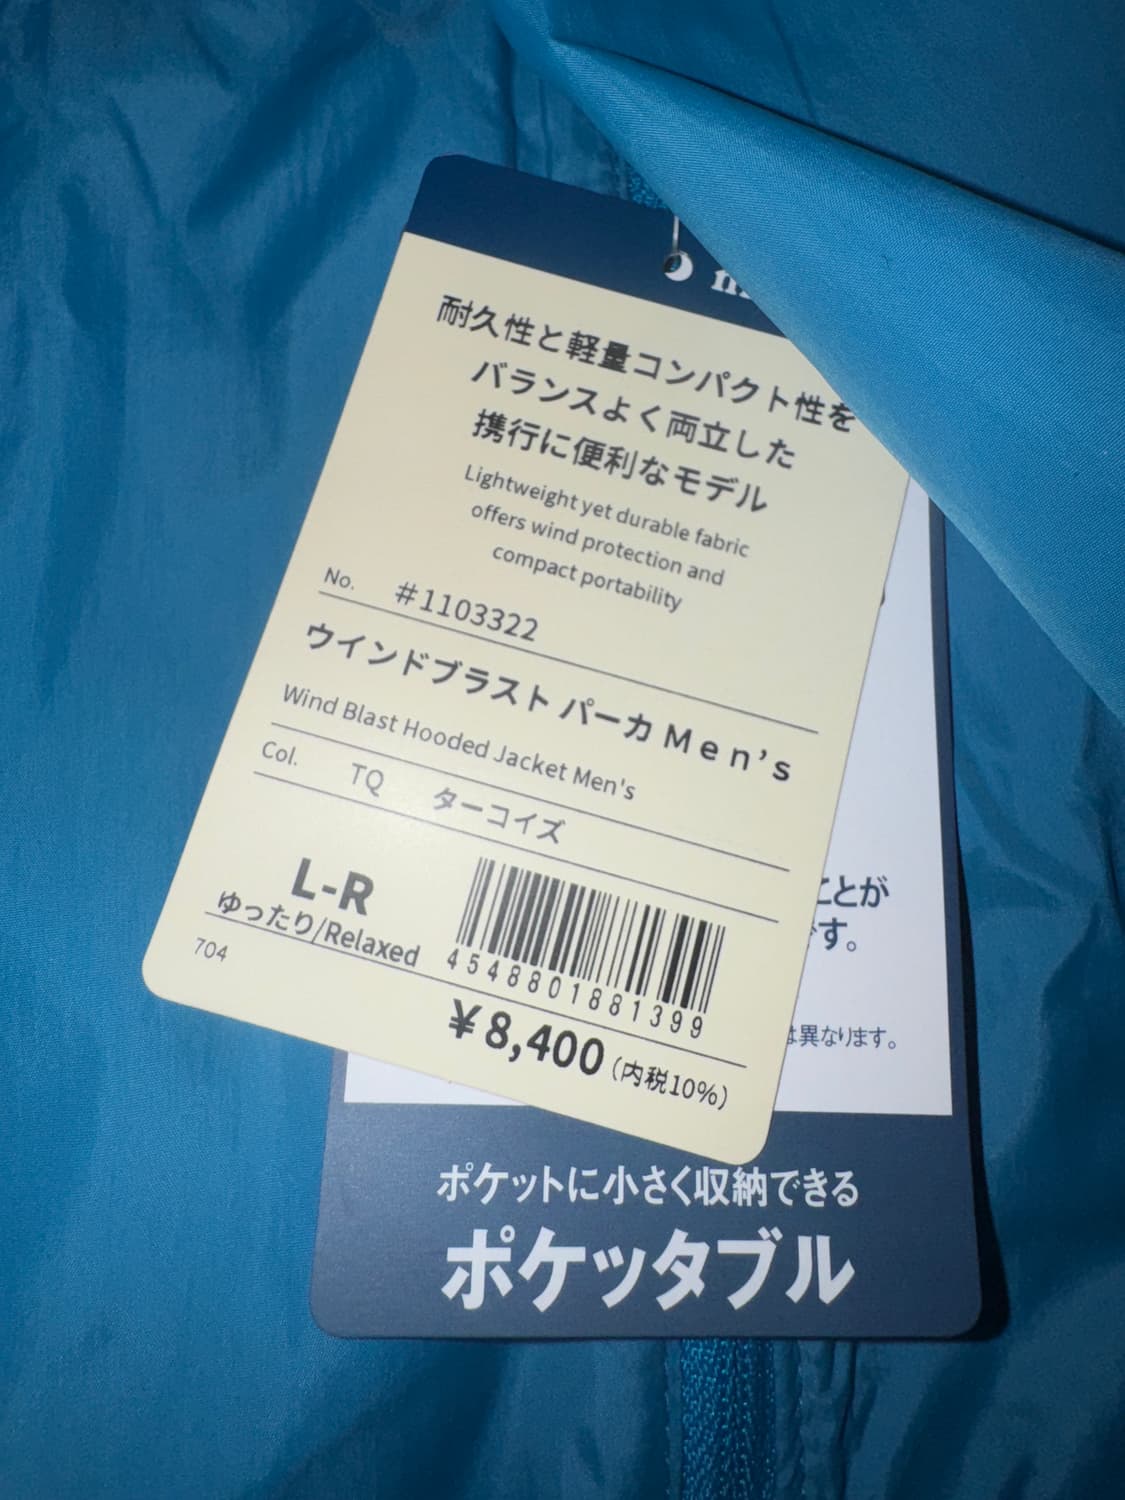 耐久性と軽量コンパクト性を
バランスよく両立した
携行に便利なモデル
Lightweight yet durable fabric
offers wind protection and
compact portability
No. #1103322
ウインドブラスト パーカ Men's
Wind Blast Hooded Jacket Men's
Col. TQ ターコイズ
L-R
ゆったり/Relaxed
704
4548801881399
¥8,400 (内税10%)
ことが
です。
は異なります。
ポケットに小さく収納できる
ポケッタブル